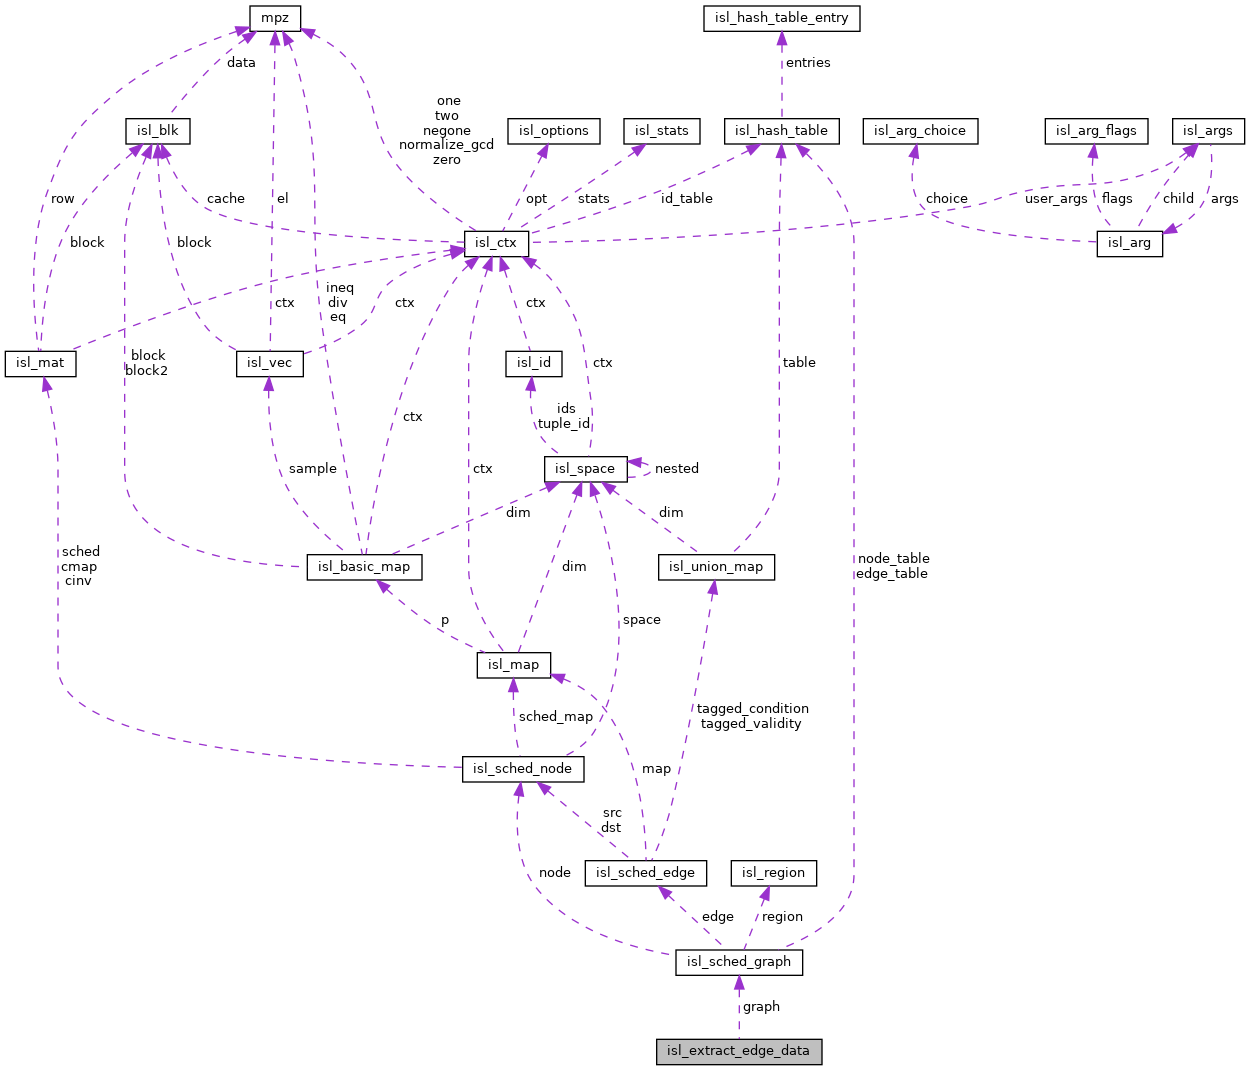 mpz
isl_hash_table_entry
data
entries
one
two
negone
normalize_gcd
zero
isl_blk
isl_options
isl_stats
isl_hash_table
isl_arg_choice
isl_arg_flags
isl_args
row
cache
el
opt
stats
id_table
choice
user_args
flags
child
args
block
block
isl_ctx
isl_arg
ineq
div
eq
ctx
ctx
ctx
block
block2
isl_mat
isl_vec
isl_id
ctx
table
ids
tuple_id
ctx
sample
ctx
isl_space
nested
dim
dim
sched
cmap
cinv
isl_basic_map
dim
isl_union_map
node_table
edge_table
p
space
isl_map
sched_map
tagged_condition
tagged_validity
isl_sched_node
map
src
dst
node
isl_sched_edge
isl_region
edge
region
isl_sched_graph
graph
isl_extract_edge_data